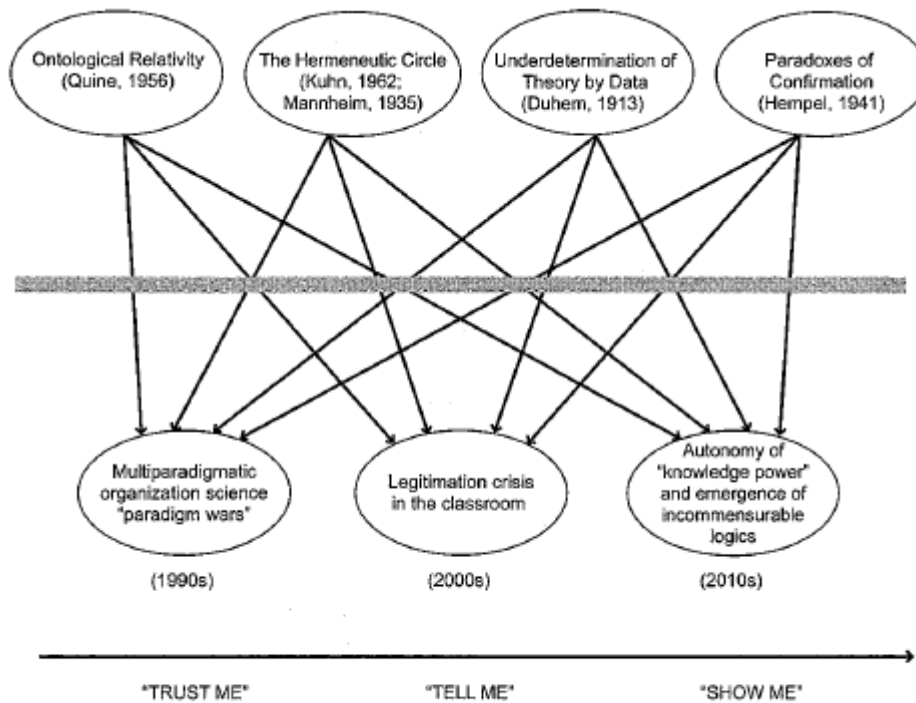 Ontological Relativity
(Quine, 1956)
The Hermeneutic Circle
(Kuhn, 1962;
Mannheim, 1935)
Underdetermination of
Theory by Data
(Duhem, 1913)
Paradoxes of
Confirmation
(Hempel, 1941)
Multiparadigmatic
organization science
"paradigm wars"
Legitimation crisis
in the classroom
Autonomy of
"knowledge power"
and emergence of
incommensurable
logics
(1990s)
(2000s)
(2010s)
"TRUST ME"
"TELL ME"
"SHOW ME"